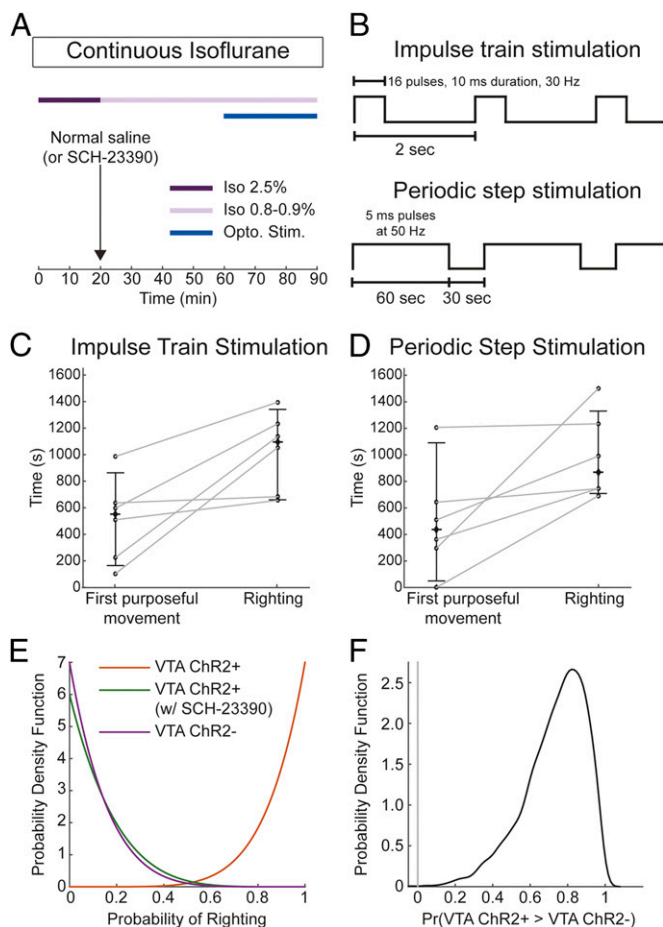 A
Continuous Isoflurane
Normal saline
(or SCH-23390)
Iso 2.5%
Iso 0.8-0.9%
Opto. Stim.
0 10 20 30 40 50 60 70 80 90
Time (min)
B
Impulse train stimulation
16 pulses, 10 ms duration, 30 Hz
2 sec
Periodic step stimulation
5 ms pulses
at 50 Hz
60 sec 30 sec
C Impulse Train Stimulation
1600
1400
1200
1000
800
600
400
200
0
Time (s)
First purposeful
movement
Righting
D Periodic Step Stimulation
1600
1400
1200
1000
800
600
400
200
0
Time (s)
First purposeful
movement
Righting
E
7
6
5
4
3
2
1
0
Probability Density Function
VTA ChR2+
VTA ChR2+
(w/ SCH-23390)
VTA ChR2-
0 0.2 0.4 0.6 0.8 1
Probability of Righting
F
2.5
2.0
1.5
1.0
0.5
0
Probability Density Function
0 0.2 0.4 0.6 0.8 1
Pr(VTA ChR2+ > VTA ChR2-)